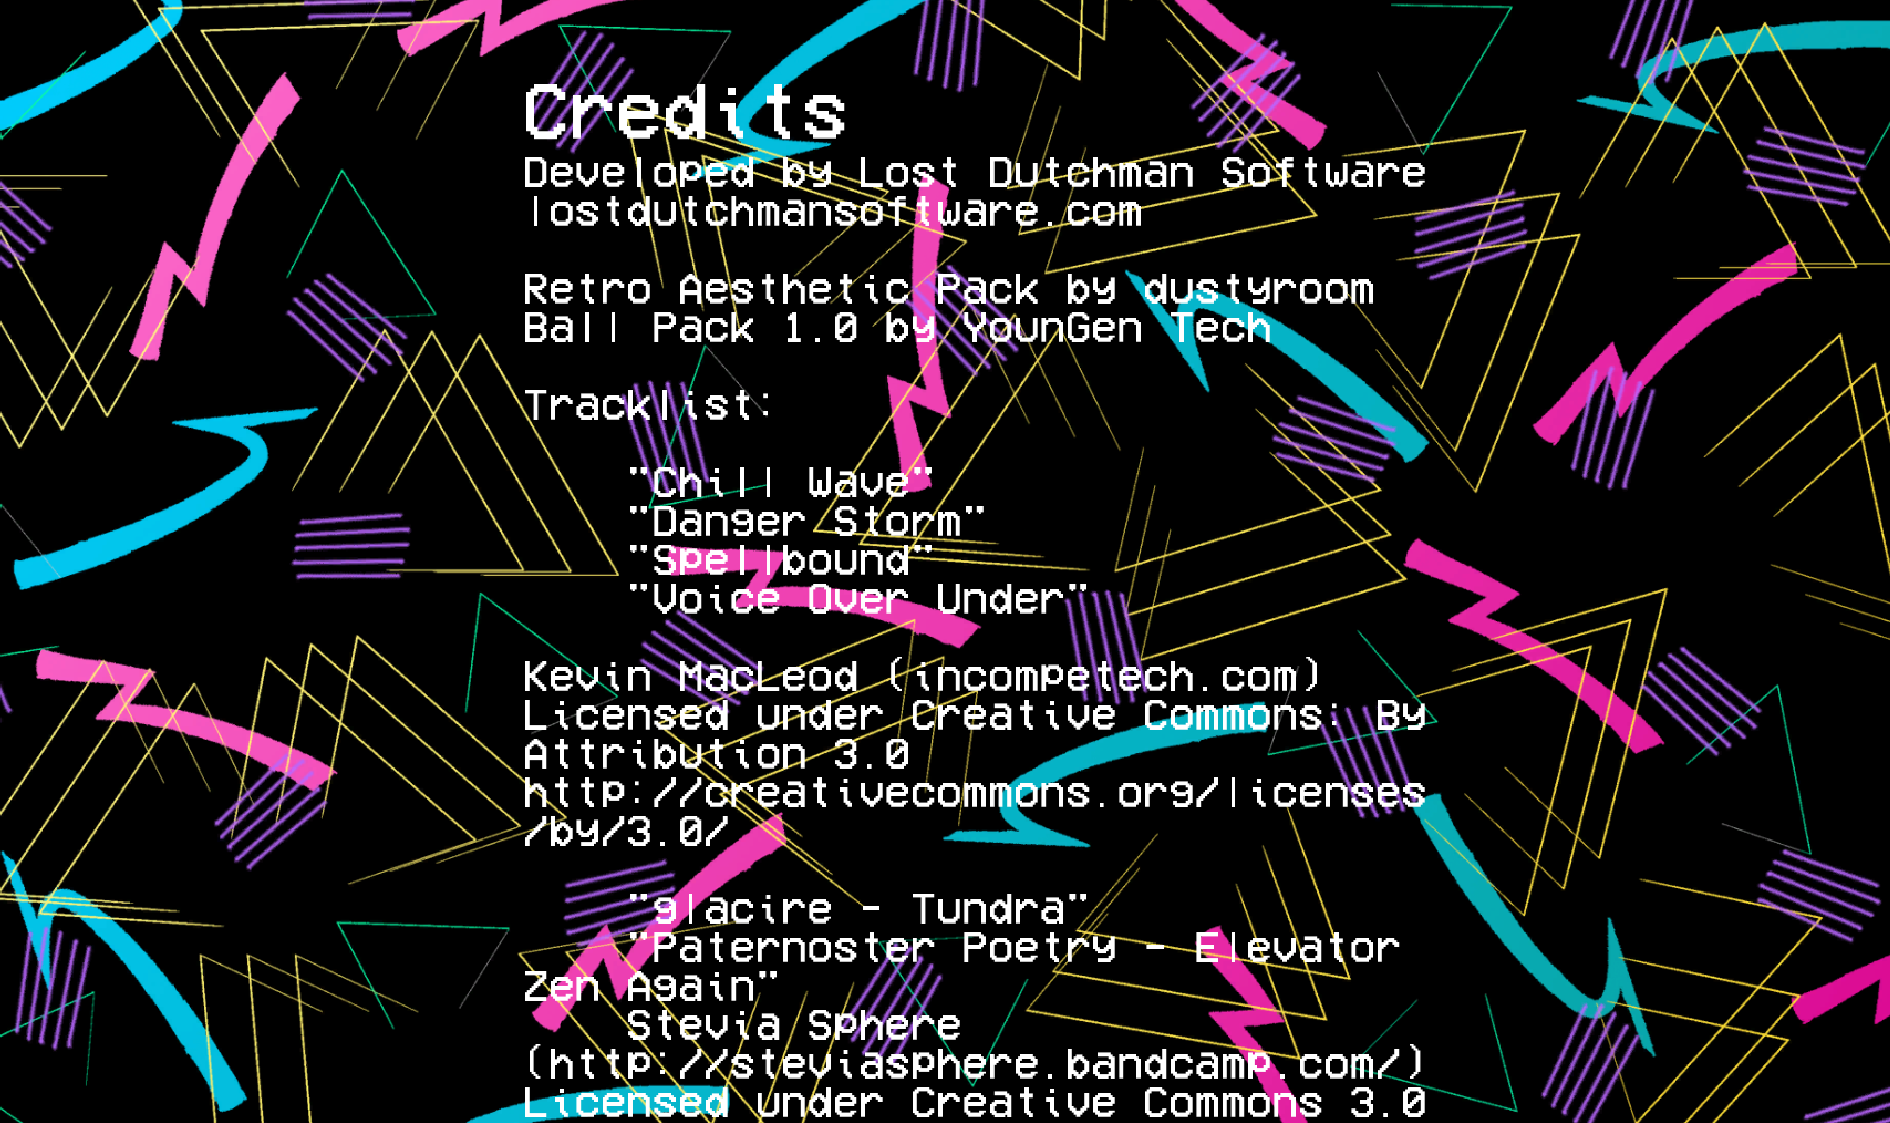 Credits
Developed by Lost Dutchman Software
lostdutchmansoftware.com
Retro Aesthetic Pack by dustyroom
Ball Pack 1.0 by YounGen Tech
Tracklist:
"Chill Wave"
"Danger Storm"
"Spellbound"
"Voice Over Under"
Kevin MacLeod (incompetech.com)
Licensed under Creative Commons: By
Attribution 3.0
http://creativecommons.org/licenses
/by/3.0/
"glacire - Tundra"
"Paternoster Poetry - Elevator
Zen Again"
Stevia Sphere
(http://steviasphere.bandcamp.com/)
Licensed under Creative Commons 3.0